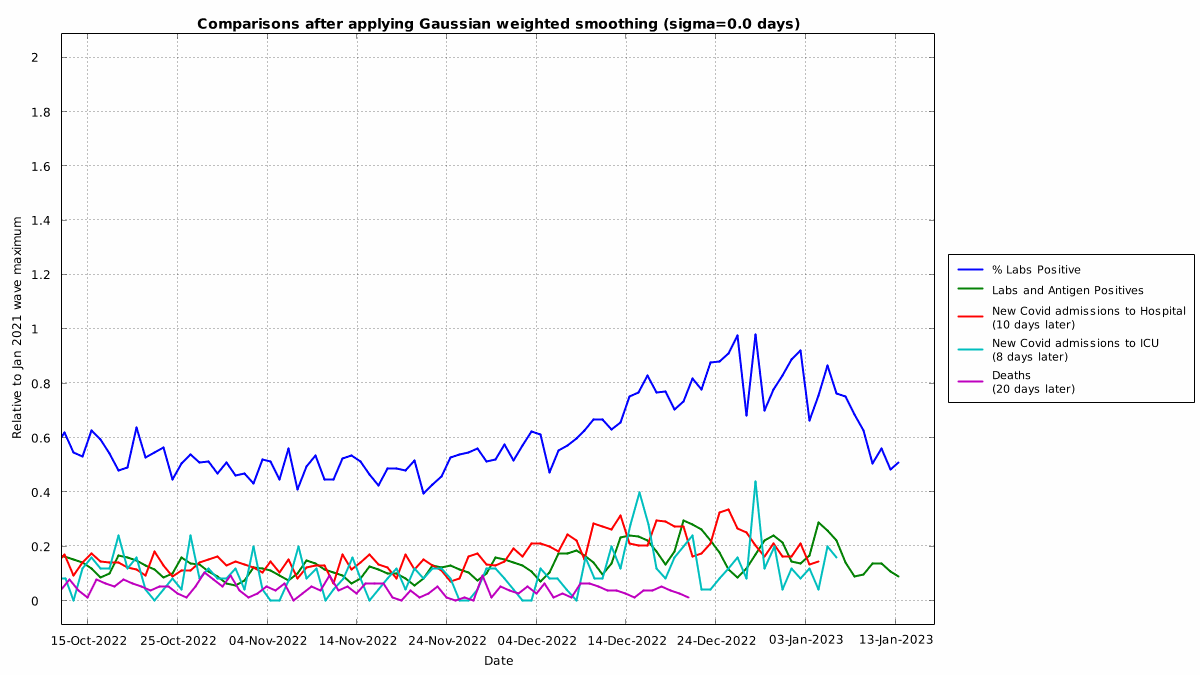 Comparisons after applying Gaussian weighted smoothing (sigma=0.0 days)
Relative to Jan 2021 wave maximum
2
1.8
1.6
1.4
1.2
1
0.8
0.6
0.4
0.2
0
15-Oct-2022 25-Oct-2022 04-Nov-2022 14-Nov-2022 24-Nov-2022 04-Dec-2022 14-Dec-2022 24-Dec-2022 03-Jan-2023 13-Jan-2023
Date
% Labs Positive
Labs and Antigen Positives
New Covid admissions to Hospital
(10 days later)
New Covid admissions to ICU
(8 days later)
Deaths
(20 days later)